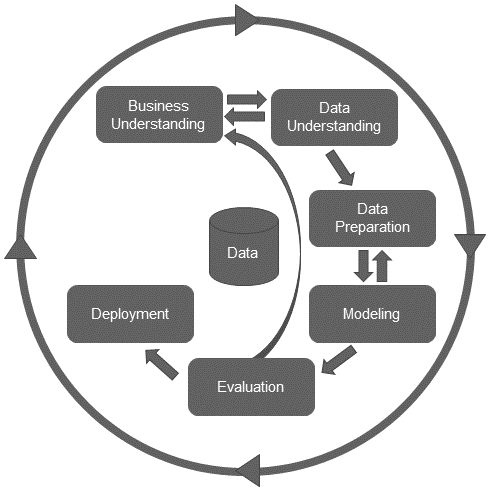 Business
Understanding
Data
Understanding
Data
Preparation
Data
Deployment
Modeling
Evaluation